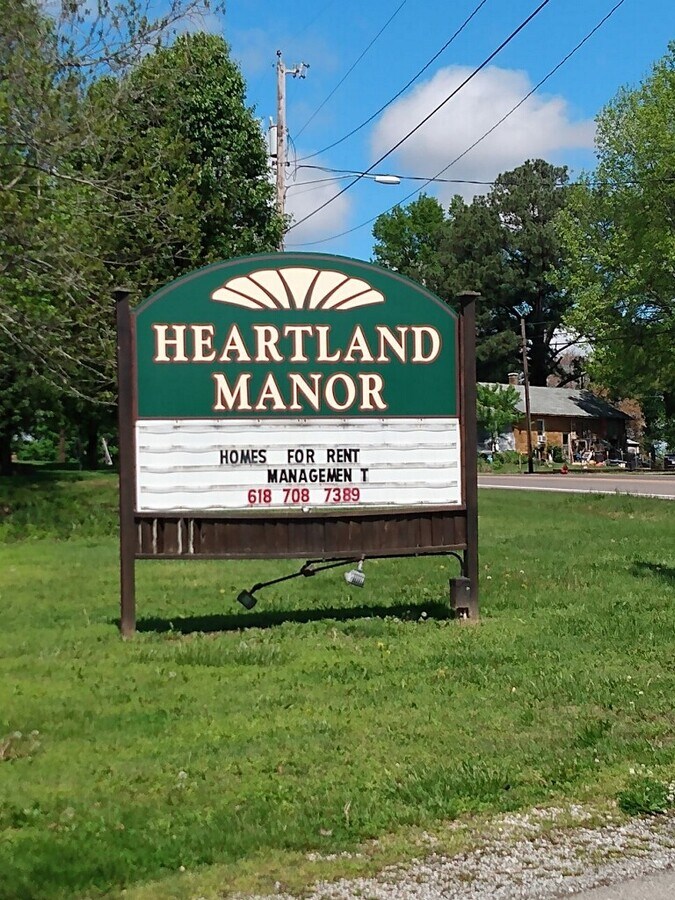 HEARTLAND
MANOR
HOMES FOR RENT
MANAGEMEN T
618 708 7389